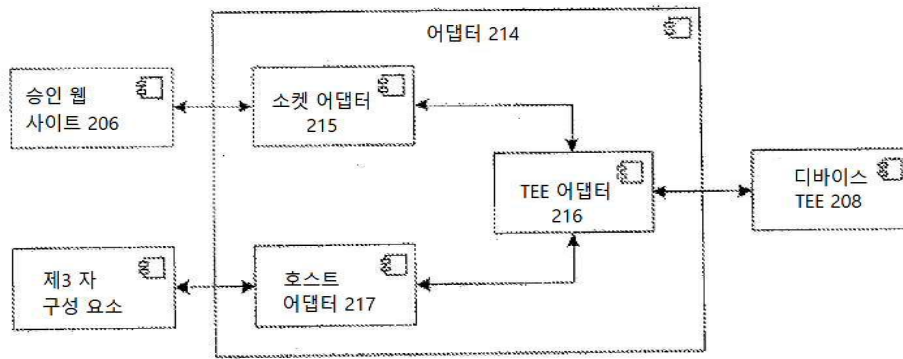 어댑터 214
승인 웹
사이트 206
소켓 어댑터
215
TEE 어댑터
216
디바이스
TEE 208
제3 자
구성 요소
호스트
어댑터 217